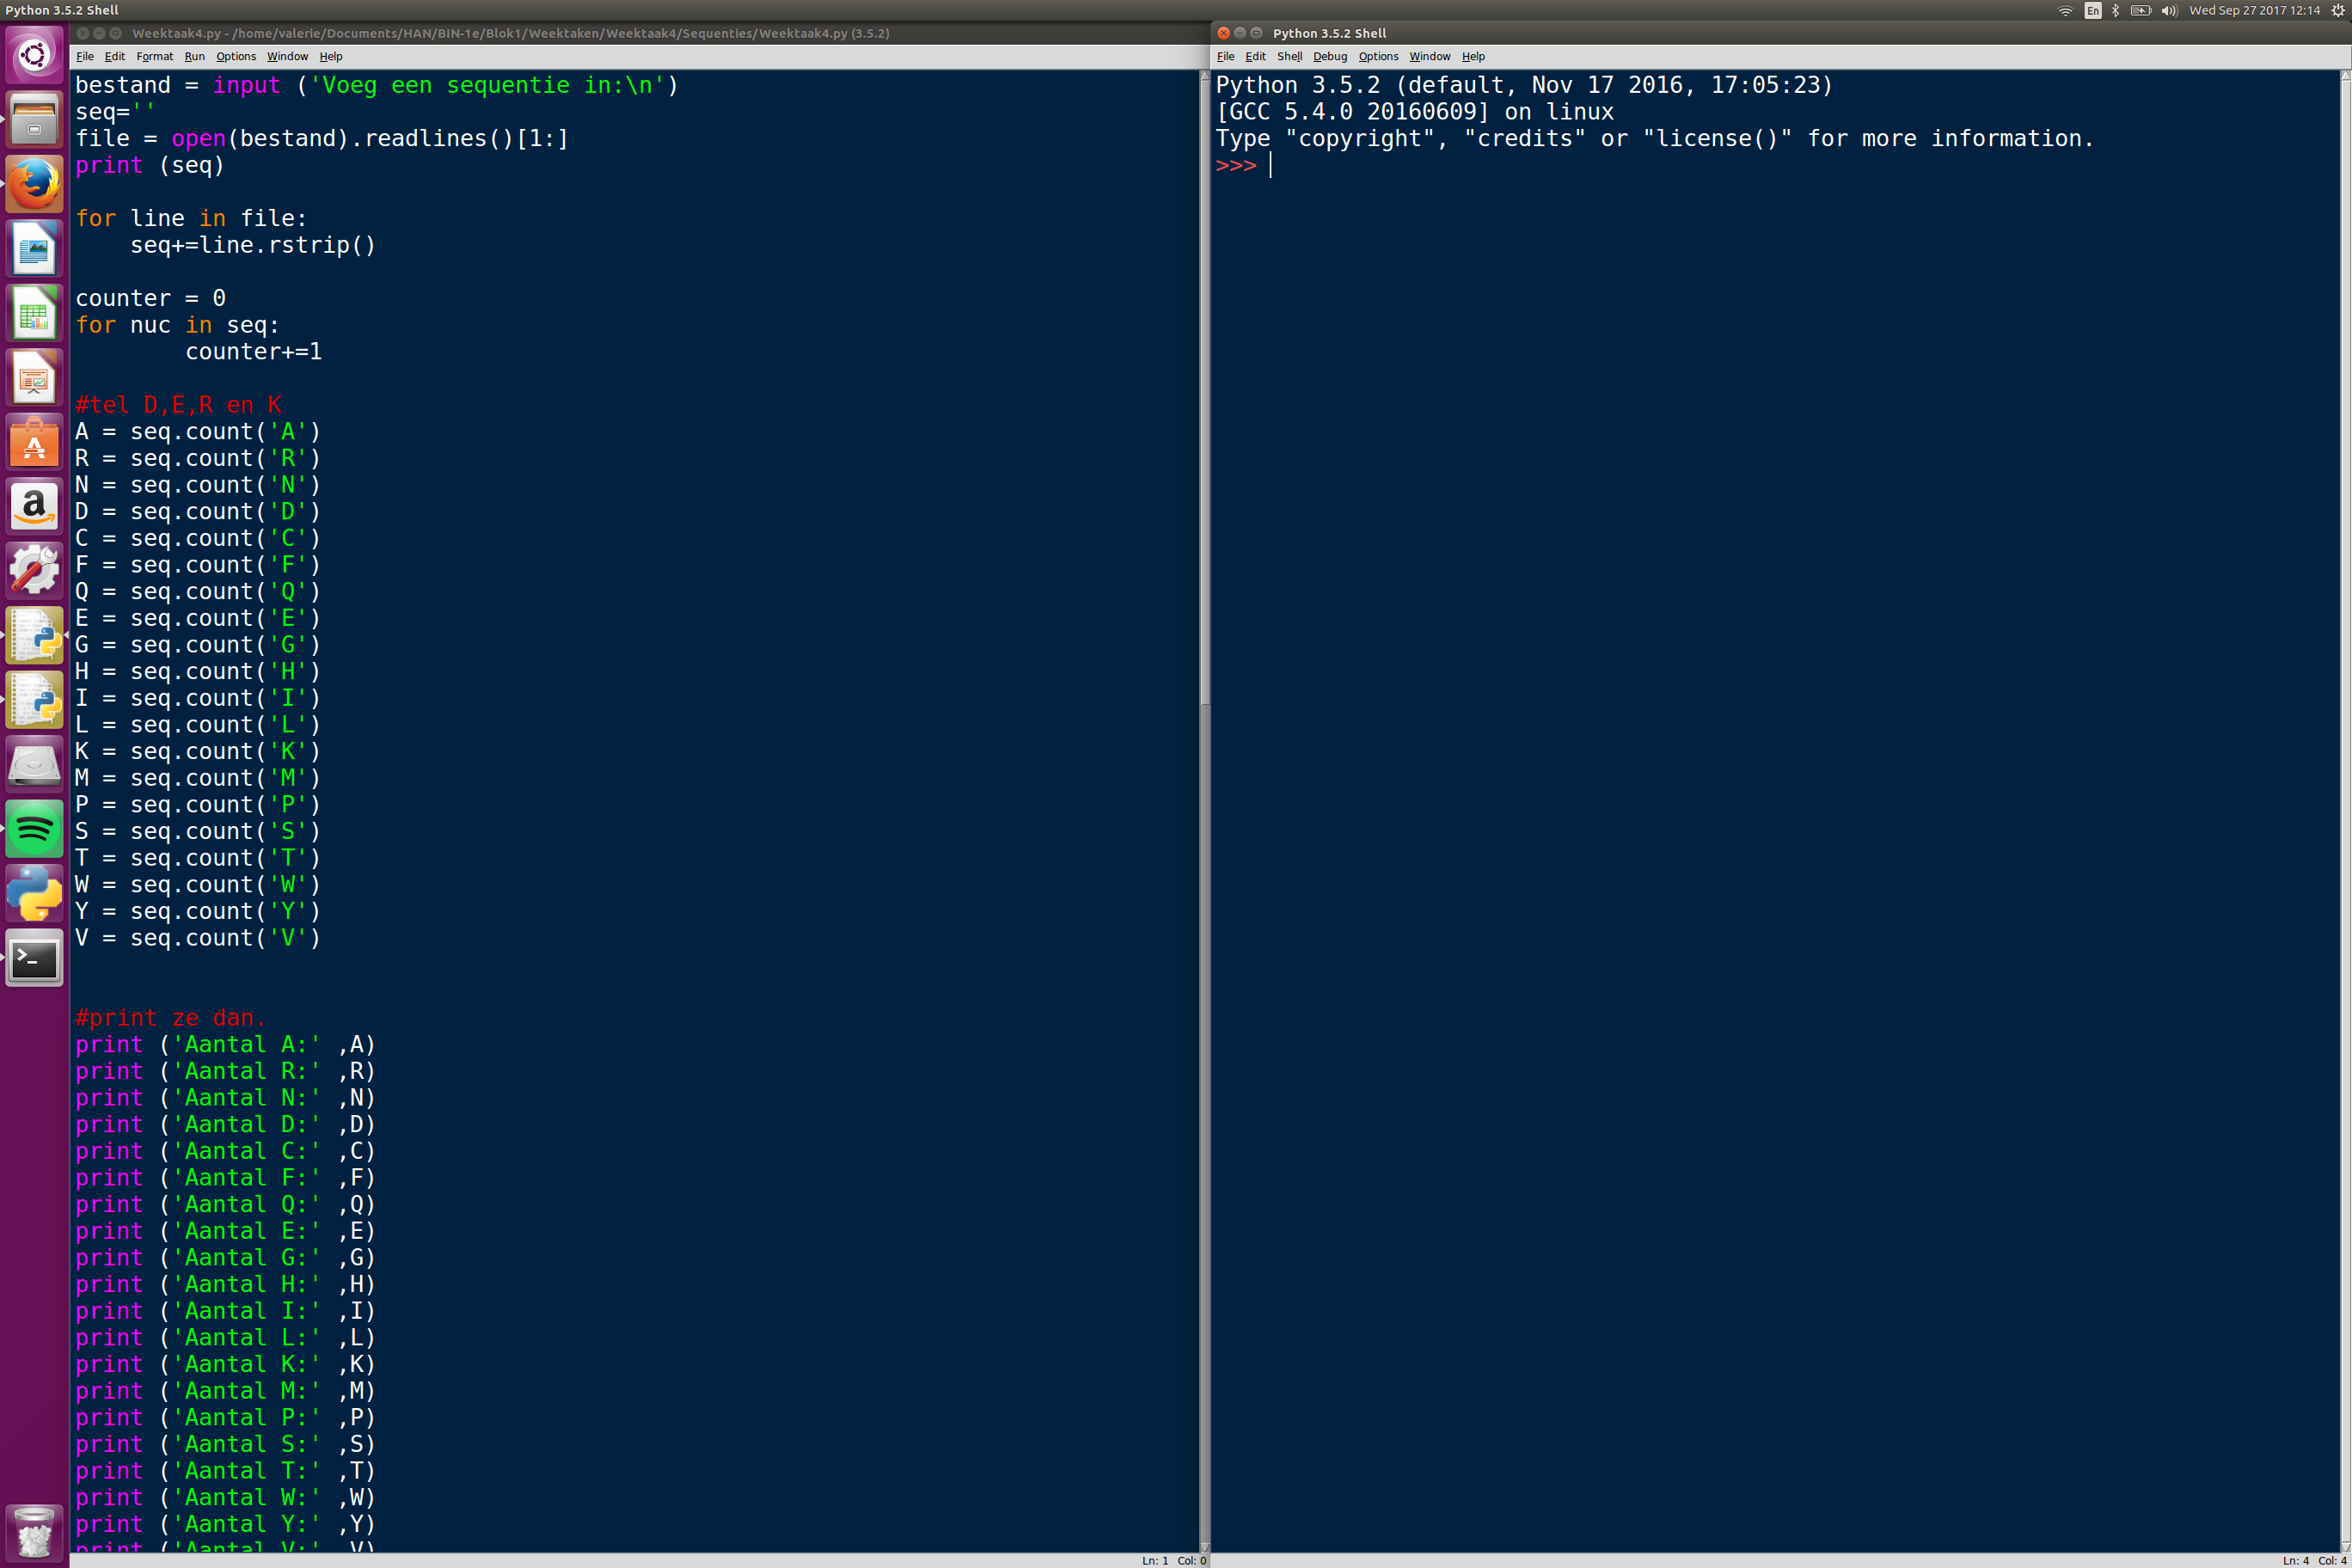 Python 3.5.2 Shell
En
Wed Sep 27 2017 12:14
Weektaak4.py - /home/valerie/Documents/HAN/BIN-1e/Blok1/Weektaken/Weektaak4/Sequenties/Weektaak4.py (3.5.2)
File Edit Format Run Options Window Help
bestand = input ('Voeg een sequentie in:\n')
seq=''
file = open(bestand).readlines()[1:]
print (seq)
for line in file:
    seq+=line.rstrip()
counter = 0
for nuc in seq:
        counter+=1
#tel D,E,R en K
A = seq.count('A')
R = seq.count('R')
N = seq.count('N')
D = seq.count('D')
C = seq.count('C')
F = seq.count('F')
Q = seq.count('Q')
E = seq.count('E')
G = seq.count('G')
H = seq.count('H')
I = seq.count('I')
L = seq.count('L')
K = seq.count('K')
M = seq.count('M')
P = seq.count('P')
S = seq.count('S')
T = seq.count('T')
W = seq.count('W')
Y = seq.count('Y')
V = seq.count('V')
#print ze dan.
print ('Aantal A:' ,A)
print ('Aantal R:' ,R)
print ('Aantal N:' ,N)
print ('Aantal D:' ,D)
print ('Aantal C:' ,C)
print ('Aantal F:' ,F)
print ('Aantal Q:' ,Q)
print ('Aantal E:' ,E)
print ('Aantal G:' ,G)
print ('Aantal H:' ,H)
print ('Aantal I:' ,I)
print ('Aantal L:' ,L)
print ('Aantal K:' ,K)
print ('Aantal M:' ,M)
print ('Aantal P:' ,P)
print ('Aantal S:' ,S)
print ('Aantal T:' ,T)
print ('Aantal W:' ,W)
print ('Aantal Y:' ,Y)
print ('Aantal V:' ,V)
Ln: 1 Col: 0
Python 3.5.2 Shell
File Edit Shell Debug Options Window Help
Python 3.5.2 (default, Nov 17 2016, 17:05:23)
[GCC 5.4.0 20160609] on linux
Type "copyright", "credits" or "license()" for more information.
>>>
Ln: 4 Col: 4